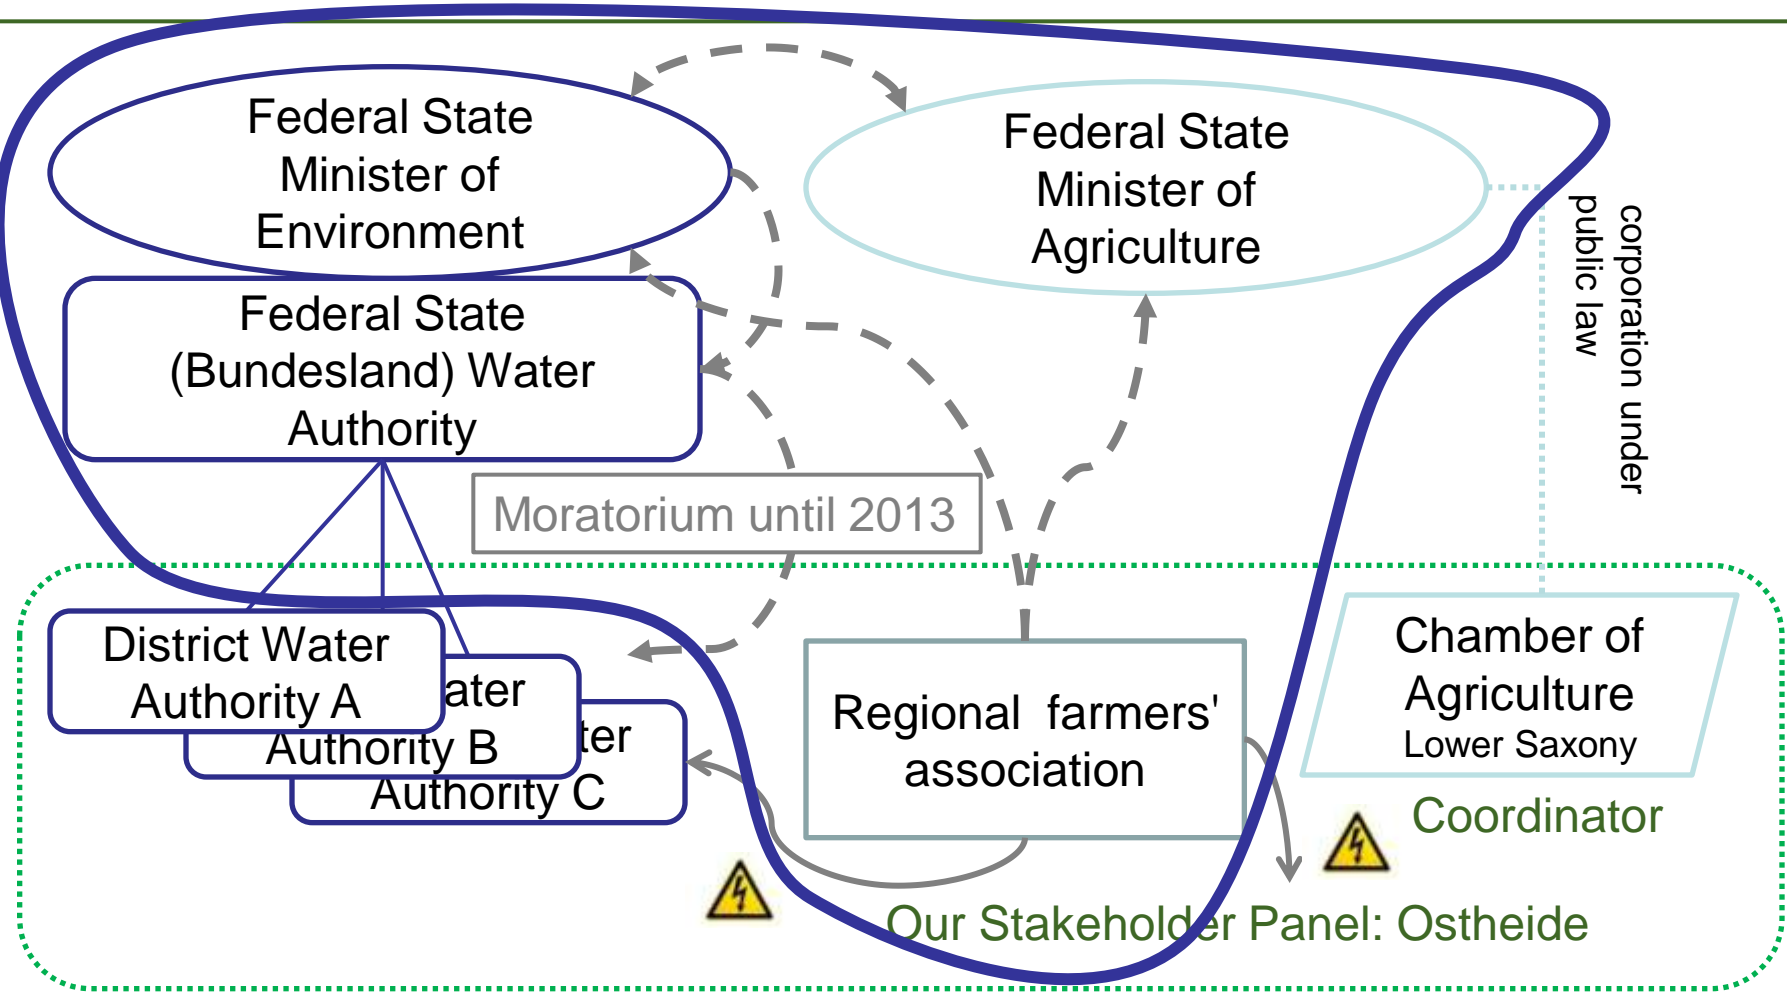 Federal State
Minister of
Environment
Federal State
Minister of
Agriculture
corporation under
public law
Federal State
(Bundesland) Water
Authority
Moratorium until 2013
District Water
Authority A
ater
Authority B
ter
Authority C
Regional farmers'
association
Chamber of
Agriculture
Lower Saxony
Coordinator
Our Stakeholder Panel: Ostheide